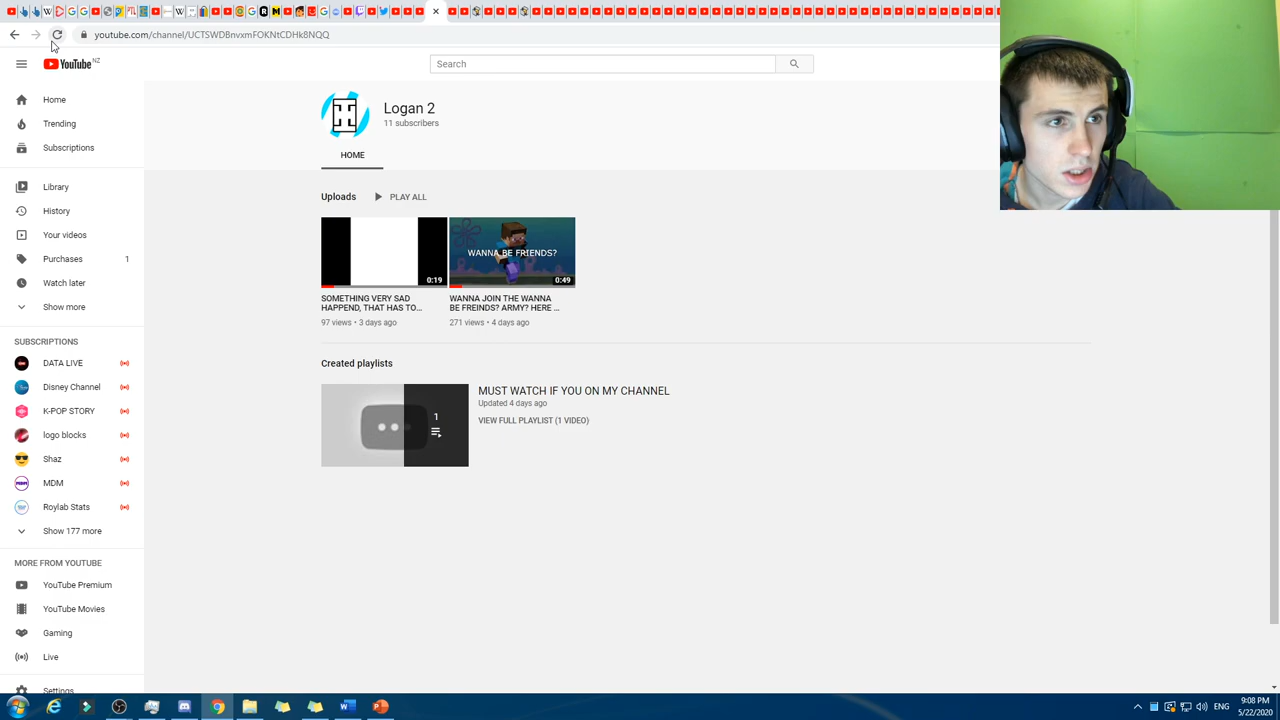 youtube.com/channel/UCTSWDBnvxmFOKNtCDHk8NQQ
YouTube NZ
Search
Home
Trending
Subscriptions
Library
History
Your videos
Purchases 1
Watch later
Show more
SUBSCRIPTIONS
DATA LIVE
Disney Channel
K-POP STORY
logo blocks
Shaz
MDM
Roylab Stats
Show 177 more
MORE FROM YOUTUBE
YouTube Premium
YouTube Movies
Gaming
Live
Settings
Logan 2
11 subscribers
HOME
Uploads PLAY ALL
0:19
SOMETHING VERY SAD
HAPPEND, THAT HAS TO...
97 views • 3 days ago
WANNA BE FRIENDS?
0:49
WANNA JOIN THE WANNA
BE FREINDS? ARMY? HERE ...
271 views • 4 days ago
Created playlists
1
MUST WATCH IF YOU ON MY CHANNEL
Updated 4 days ago
VIEW FULL PLAYLIST (1 VIDEO)
ENG
9:08 PM
5/22/2020